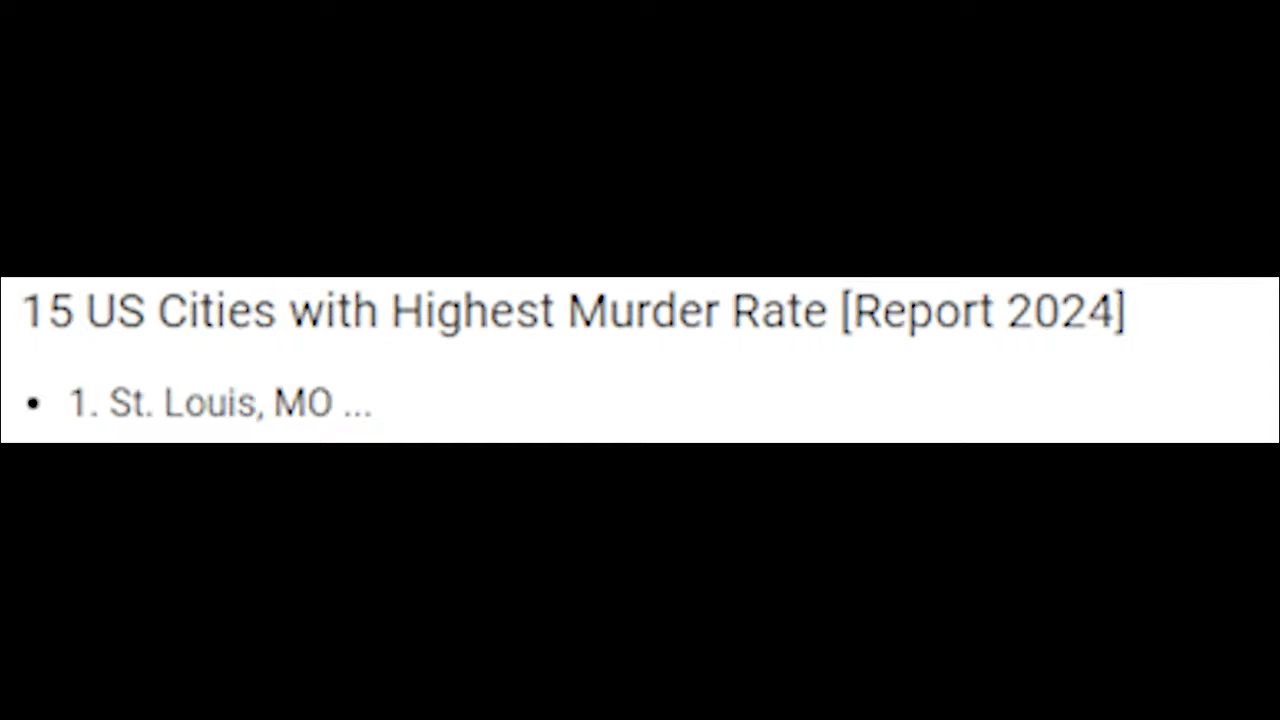 15 US Cities with Highest Murder Rate [Report 2024]
• 1. St. Louis, MO ...